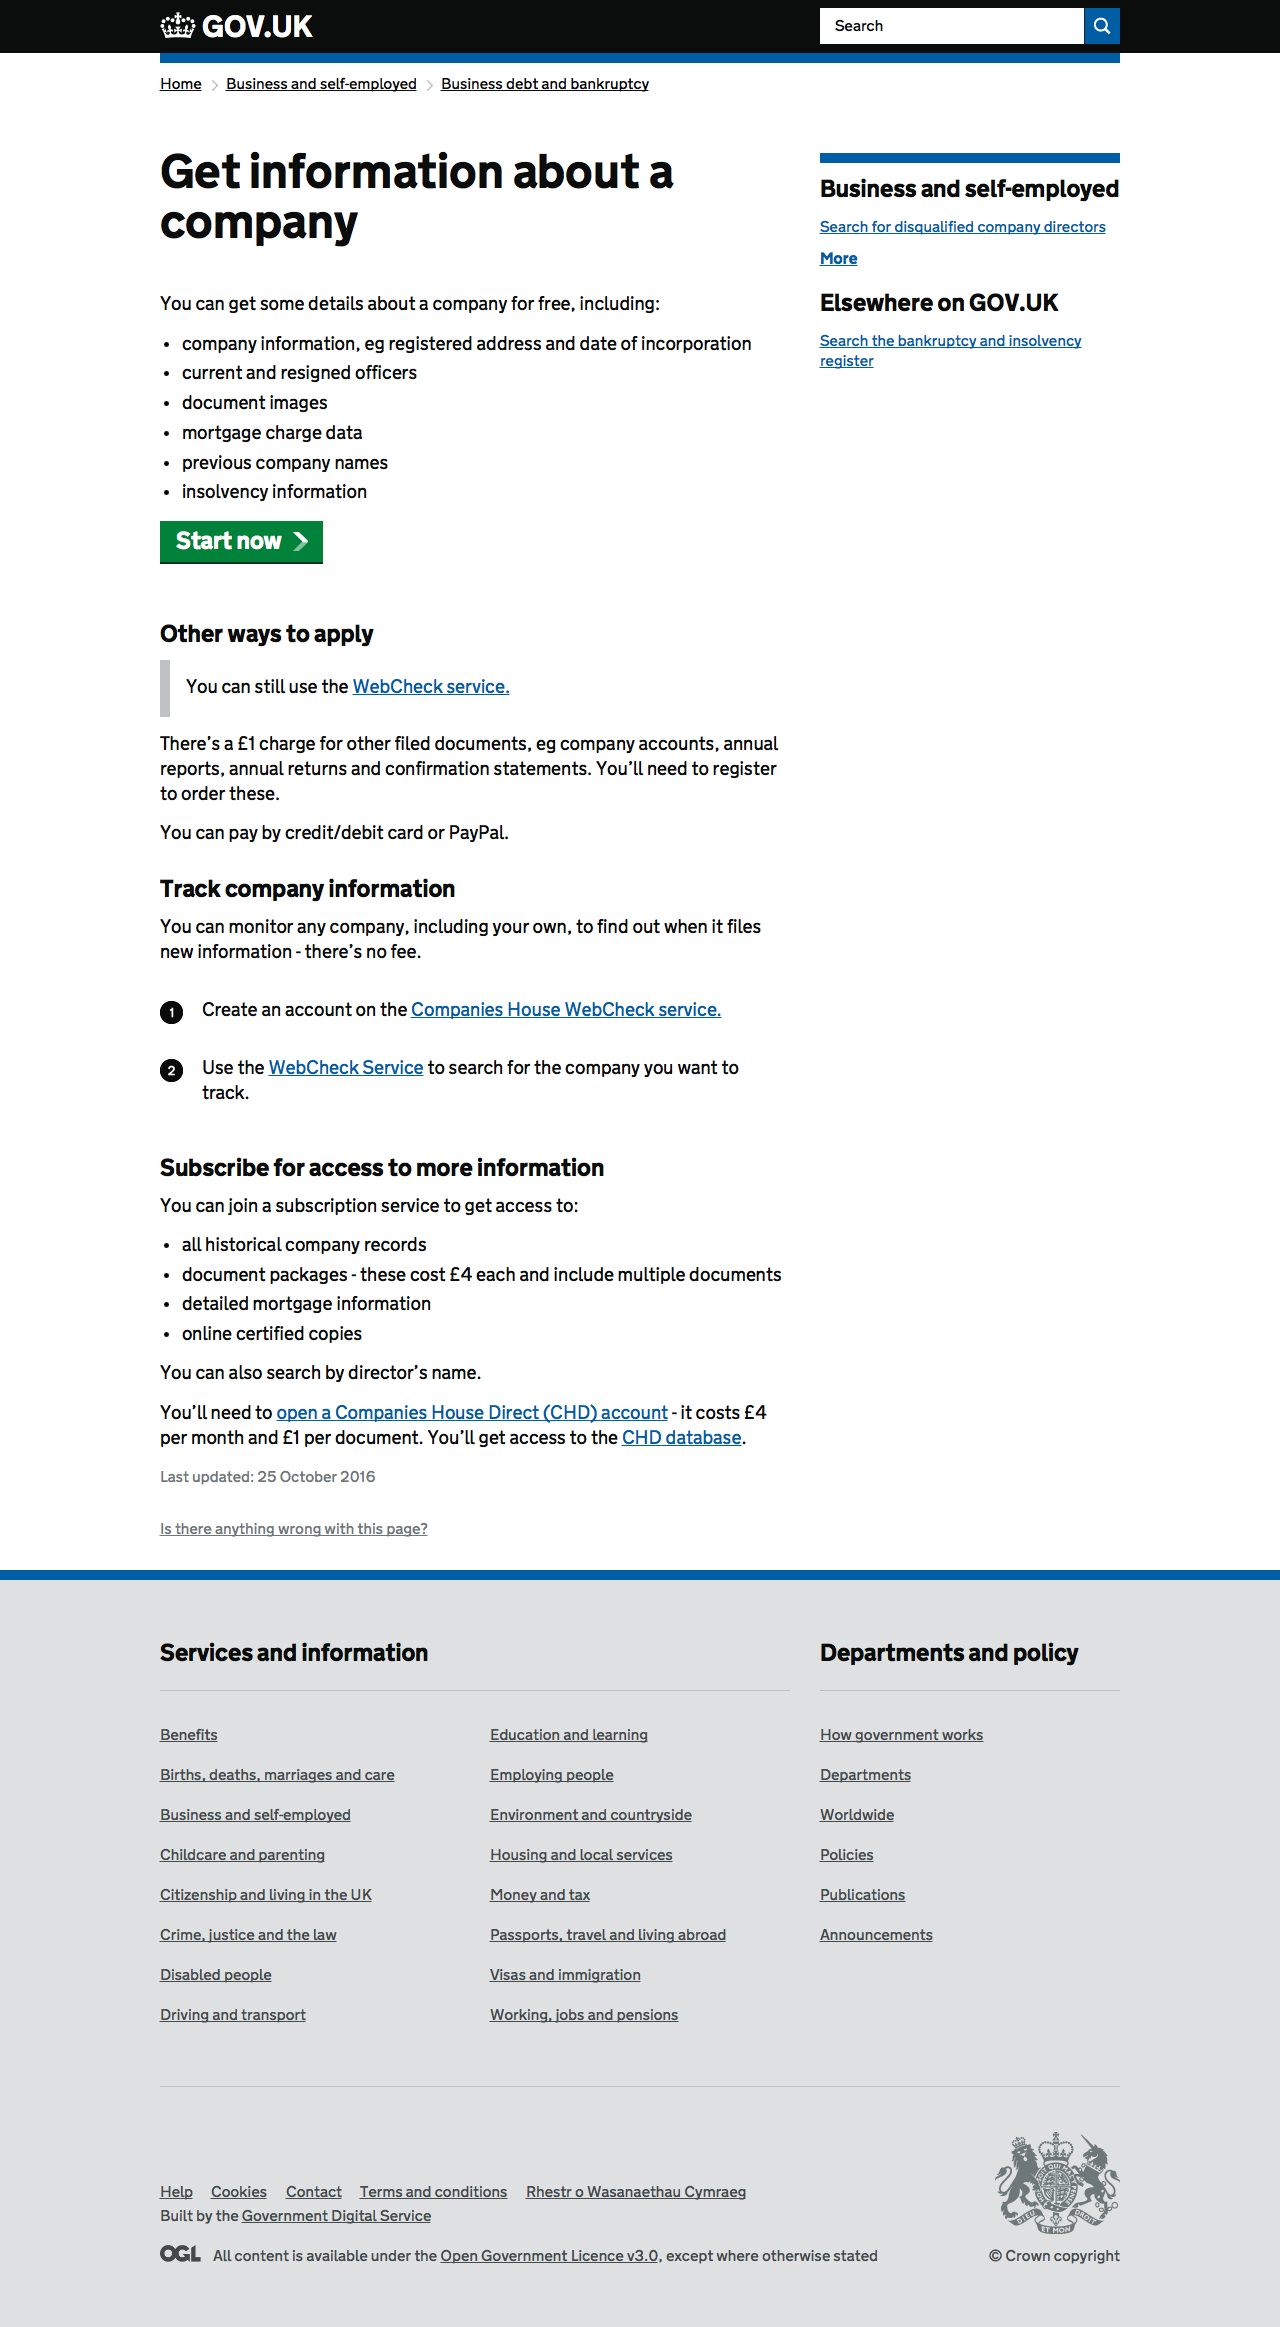 GOV.UK
Search
Home
Business and self-employed
Business debt and bankruptcy
Get information about a
company
You can get some details about a company for free, including:
• company information, eg registered address and date of incorporation
• current and resigned officers
• document images
• mortgage charge data
• previous company names
• insolvency information
Start now
Other ways to apply
You can still use the WebCheck service.
There’s a £1 charge for other filed documents, eg company accounts, annual
reports, annual returns and confirmation statements. You’ll need to register
to order these.
You can pay by credit/debit card or PayPal.
Track company information
You can monitor any company, including your own, to find out when it files
new information - there’s no fee.
1 Create an account on the Companies House WebCheck service.
2 Use the WebCheck Service to search for the company you want to
track.
Subscribe for access to more information
You can join a subscription service to get access to:
• all historical company records
• document packages - these cost £4 each and include multiple documents
• detailed mortgage information
• online certified copies
You can also search by director’s name.
You’ll need to open a Companies House Direct (CHD) account - it costs £4
per month and £1 per document. You’ll get access to the CHD database.
Last updated: 25 October 2016
Is there anything wrong with this page?
Business and self-employed
Search for disqualified company directors
More
Elsewhere on GOV.UK
Search the bankruptcy and insolvency
register
Services and information
Benefits
Births, deaths, marriages and care
Business and self-employed
Childcare and parenting
Citizenship and living in the UK
Crime, justice and the law
Disabled people
Driving and transport
Education and learning
Employing people
Environment and countryside
Housing and local services
Money and tax
Passports, travel and living abroad
Visas and immigration
Working, jobs and pensions
Departments and policy
How government works
Departments
Worldwide
Policies
Publications
Announcements
Help
Cookies
Contact
Terms and conditions
Rhestr o Wasanaethau Cymraeg
Built by the Government Digital Service
OGL
All content is available under the Open Government Licence v3.0, except where otherwise stated
DIEU ET MON DROIT
© Crown copyright